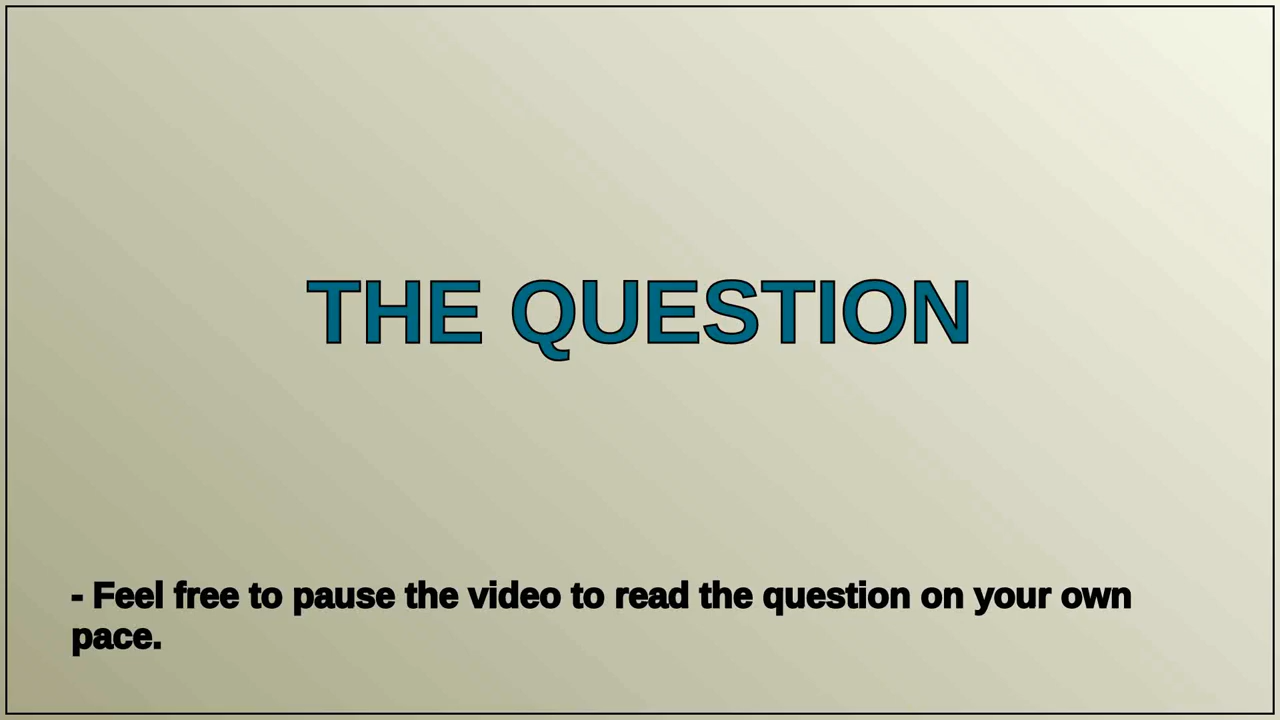 THE QUESTION
- Feel free to pause the video to read the question on your own
pace.